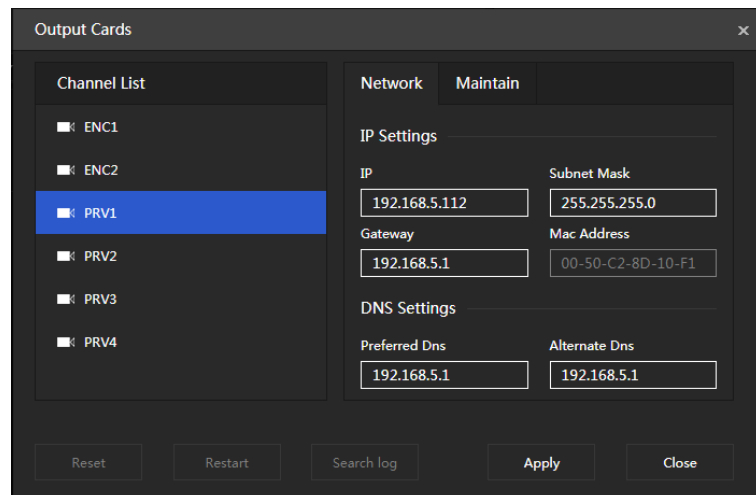 Output Cards
x
Channel List
ENC1
ENC2
PRV1
PRV2
PRV3
PRV4
Network Maintain
IP Settings
IP Subnet Mask
192.168.5.112 255.255.255.0
Gateway Mac Address
192.168.5.1 00-50-C2-8D-10-F1
DNS Settings
Preferred Dns Alternate Dns
192.168.5.1 192.168.5.1
Reset Restart Search log Apply Close